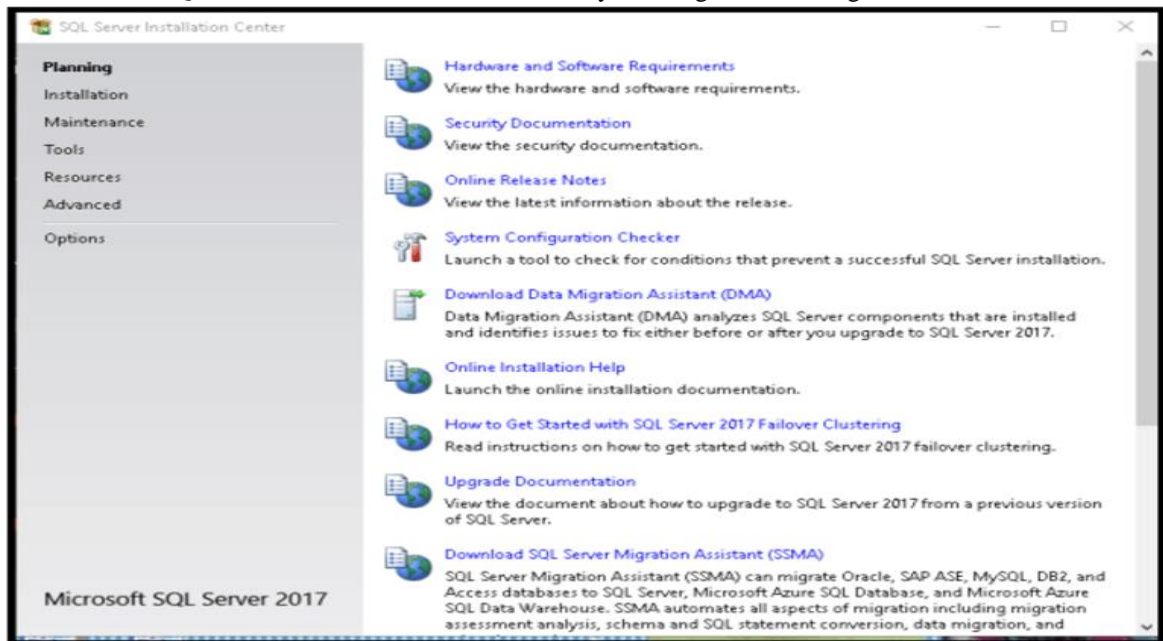 SQL Server Installation Center
Planning
Installation
Maintenance
Tools
Resources
Advanced
Options
Microsoft SQL Server 2017
Hardware and Software Requirements
View the hardware and software requirements.
Security Documentation
View the security documentation.
Online Release Notes
View the latest information about the release.
System Configuration Checker
Launch a tool to check for conditions that prevent a successful SQL Server installation.
Download Data Migration Assistant (DMA)
Data Migration Assistant (DMA) analyzes SQL Server components that are installed
and identifies issues to fix either before or after you upgrade to SQL Server 2017.
Online Installation Help
Launch the online installation documentation.
How to Get Started with SQL Server 2017 Failover Clustering
Read instructions on how to get started with SQL Server 2017 failover clustering.
Upgrade Documentation
View the document about how to upgrade to SQL Server 2017 from a previous version
of SQL Server.
Download SQL Server Migration Assistant (SSMA)
SQL Server Migration Assistant (SSMA) can migrate Oracle, SAP ASE, MySQL, DB2, and
Access databases to SQL Server, Microsoft Azure SQL Database, and Microsoft Azure
SQL Data Warehouse. SSMA automates all aspects of migration including migration
assessment analysis, schema and SQL statement conversion, data migration, and